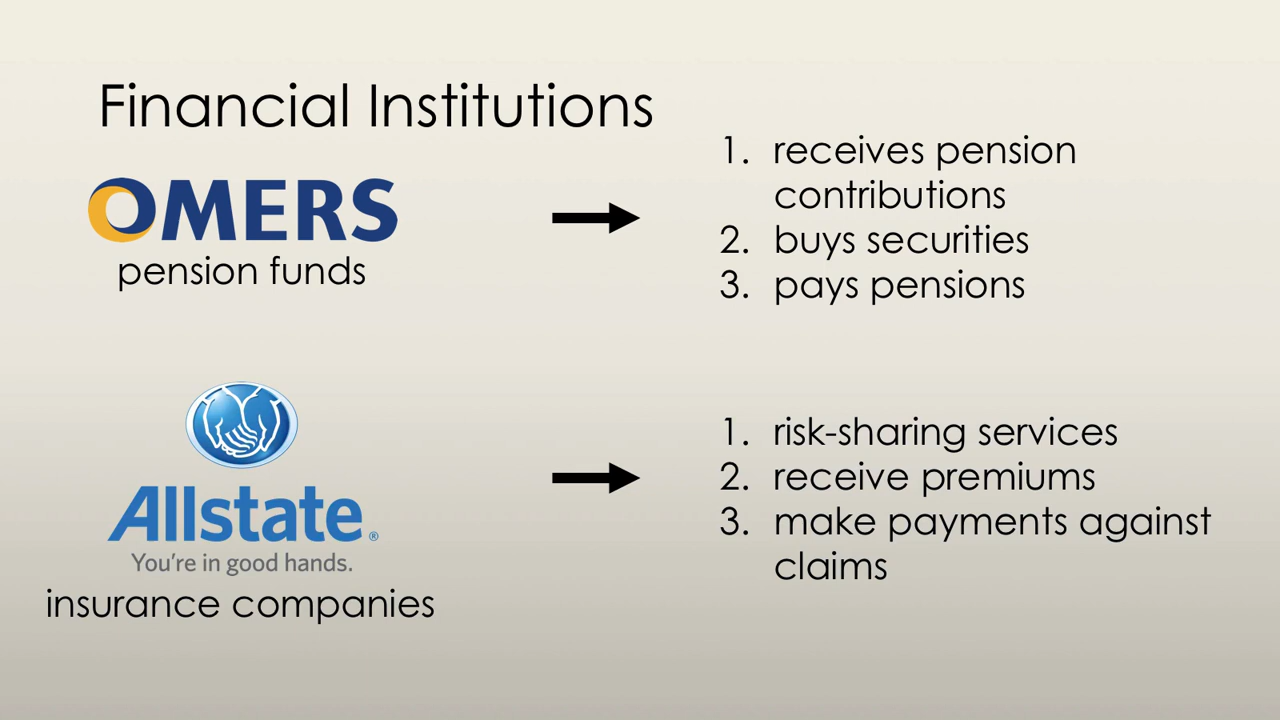 Financial Institutions
OMERS
pension funds
1. receives pension
contributions
2. buys securities
3. pays pensions
Allstate®
You're in good hands.
insurance companies
1. risk-sharing services
2. receive premiums
3. make payments against
claims